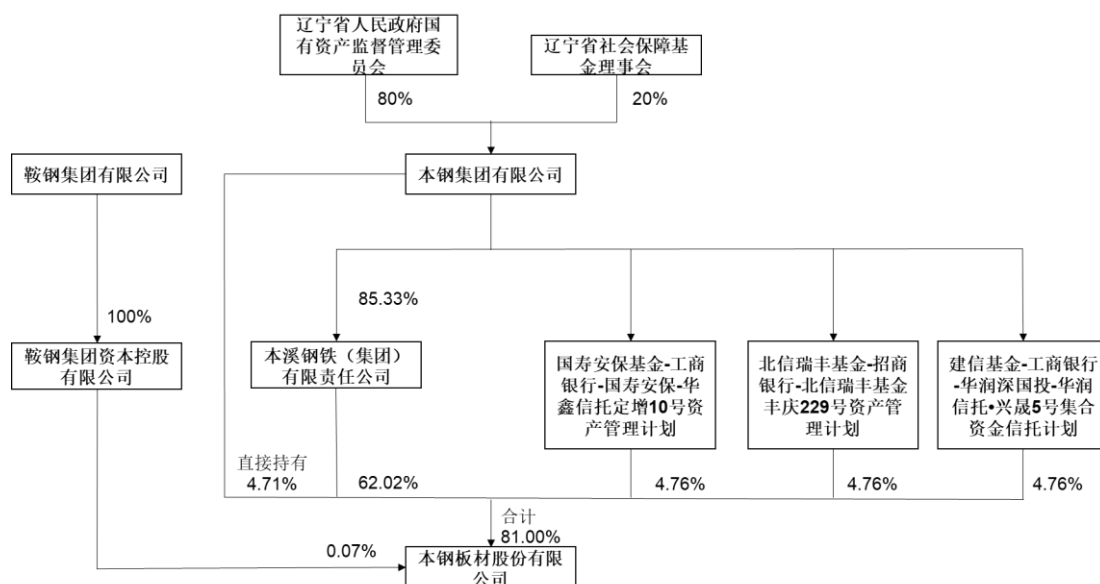 辽宁省人民政府国
有资产监督管理委
员会
辽宁省社会保障基
金理事会
80%
20%
鞍钢集团有限公司
本钢集团有限公司
85.33%
100%
鞍钢集团资本控股
有限公司
本溪钢铁（集团）
有限责任公司
国寿安保基金-工商
银行-国寿安保-华
鑫信托定增10号资
产管理计划
北信瑞丰基金-招商
银行-北信瑞丰基金
丰庆229号资产管
理计划
建信基金-工商银行
-华润深国投-华润
信托•兴晟5号集合
资金信托计划
直接持有
4.71%
62.02%
4.76%
4.76%
4.76%
合计
81.00%
0.07%
本钢板材股份有限
公司